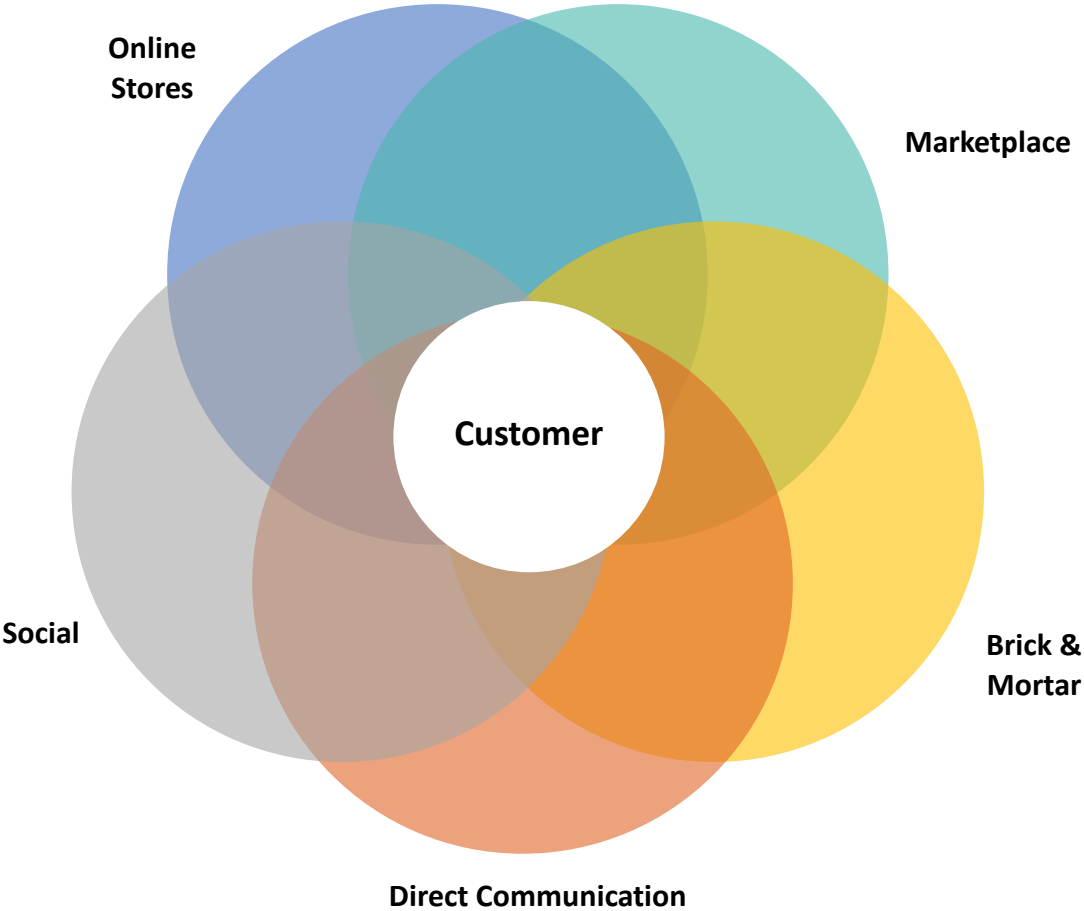 Online
Stores
Marketplace
Customer
Social
Brick &
Mortar
Direct Communication